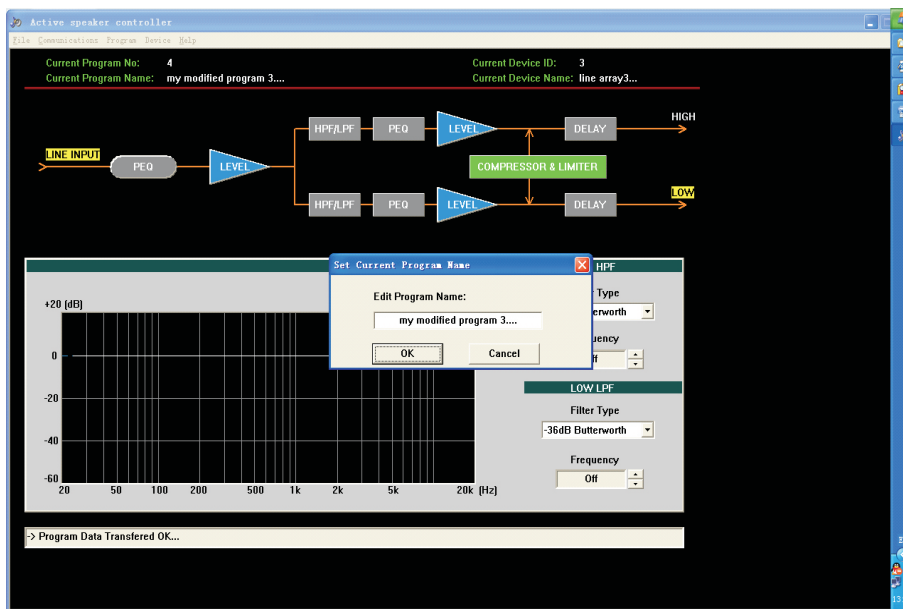 Active speaker controller
File Communications Program Device Help
Current Program No: 4
Current Device ID: 3
Current Program Name: my modified program 3....
Current Device Name: line array3...
LINE INPUT
PEQ
LEVEL
HPF/LPF
PEQ
LEVEL
DELAY
HIGH
COMPRESSOR & LIMITER
HPF/LPF
PEQ
LEVEL
DELAY
LOW
Set Current Program Name
Edit Program Name:
my modified program 3....
OK
Cancel
HPF
Type
Frequency
+20 (dB)
0
-20
-40
-60
20 50 100 200 500 1k 2k 5k 20k (Hz)
LOW LPF
Filter Type
-36dB Butterworth
Frequency
Off
-> Program Data Transfered OK...